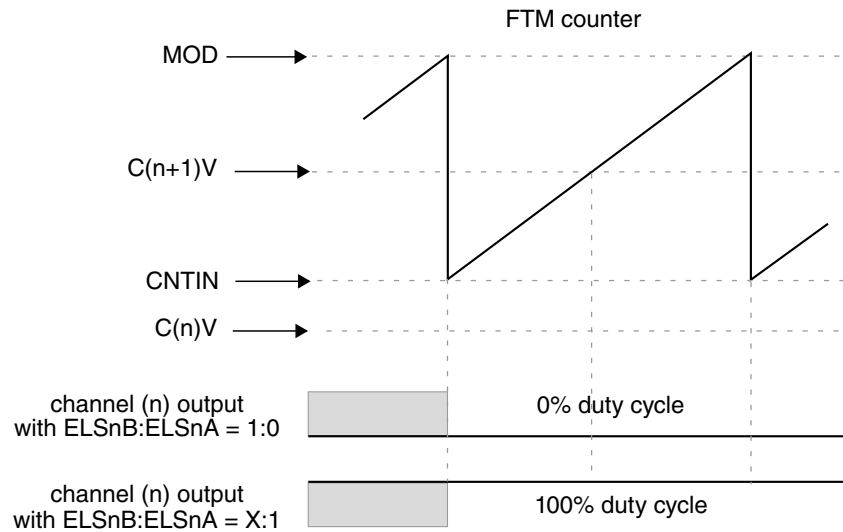 FTM counter
MOD
C(n+1)V
CNTIN
C(n)V
channel (n) output
with ELSnB:ELSnA = 1:0
0% duty cycle
channel (n) output
with ELSnB:ELSnA = X:1
100% duty cycle